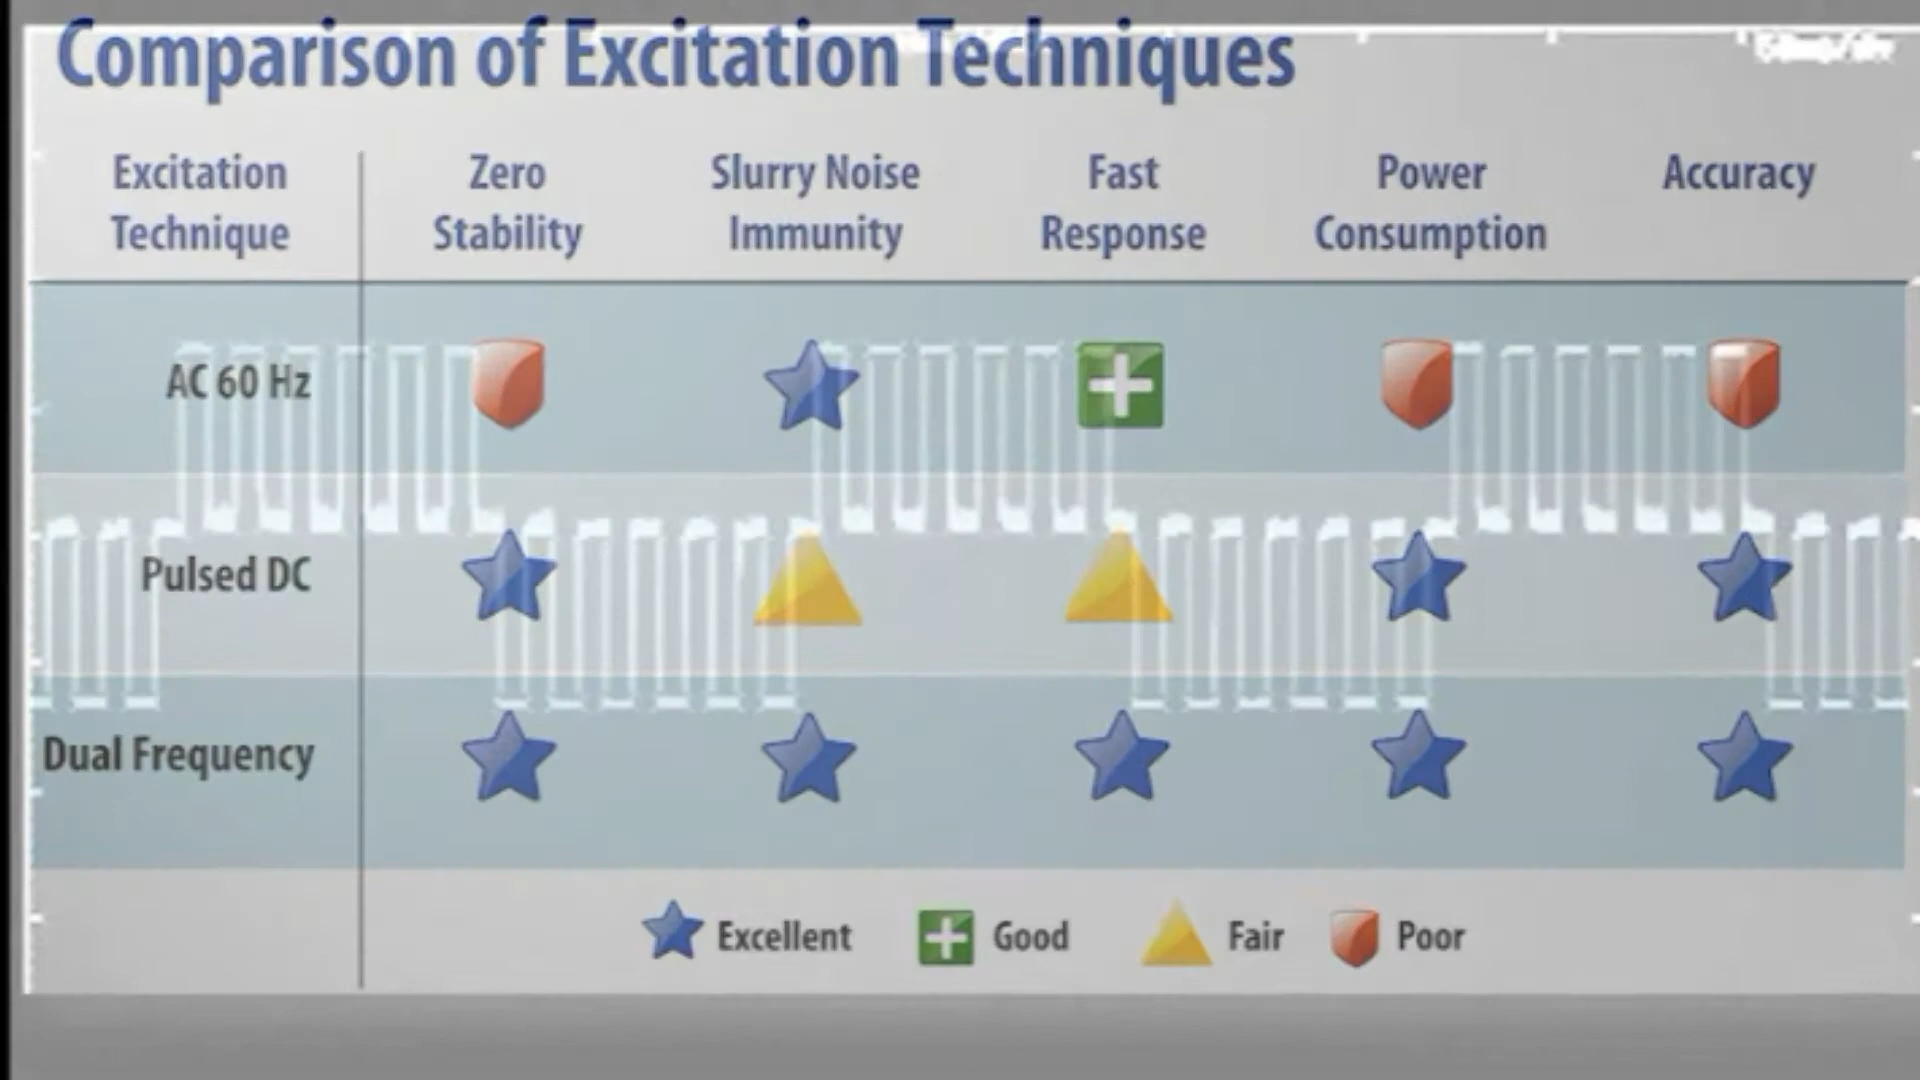 Comparison of Excitation Techniques
Excitation Technique
Zero Stability
Slurry Noise Immunity
Fast Response
Power Consumption
Accuracy
AC 60 Hz
Pulsed DC
Dual Frequency
Excellent
Good
Fair
Poor